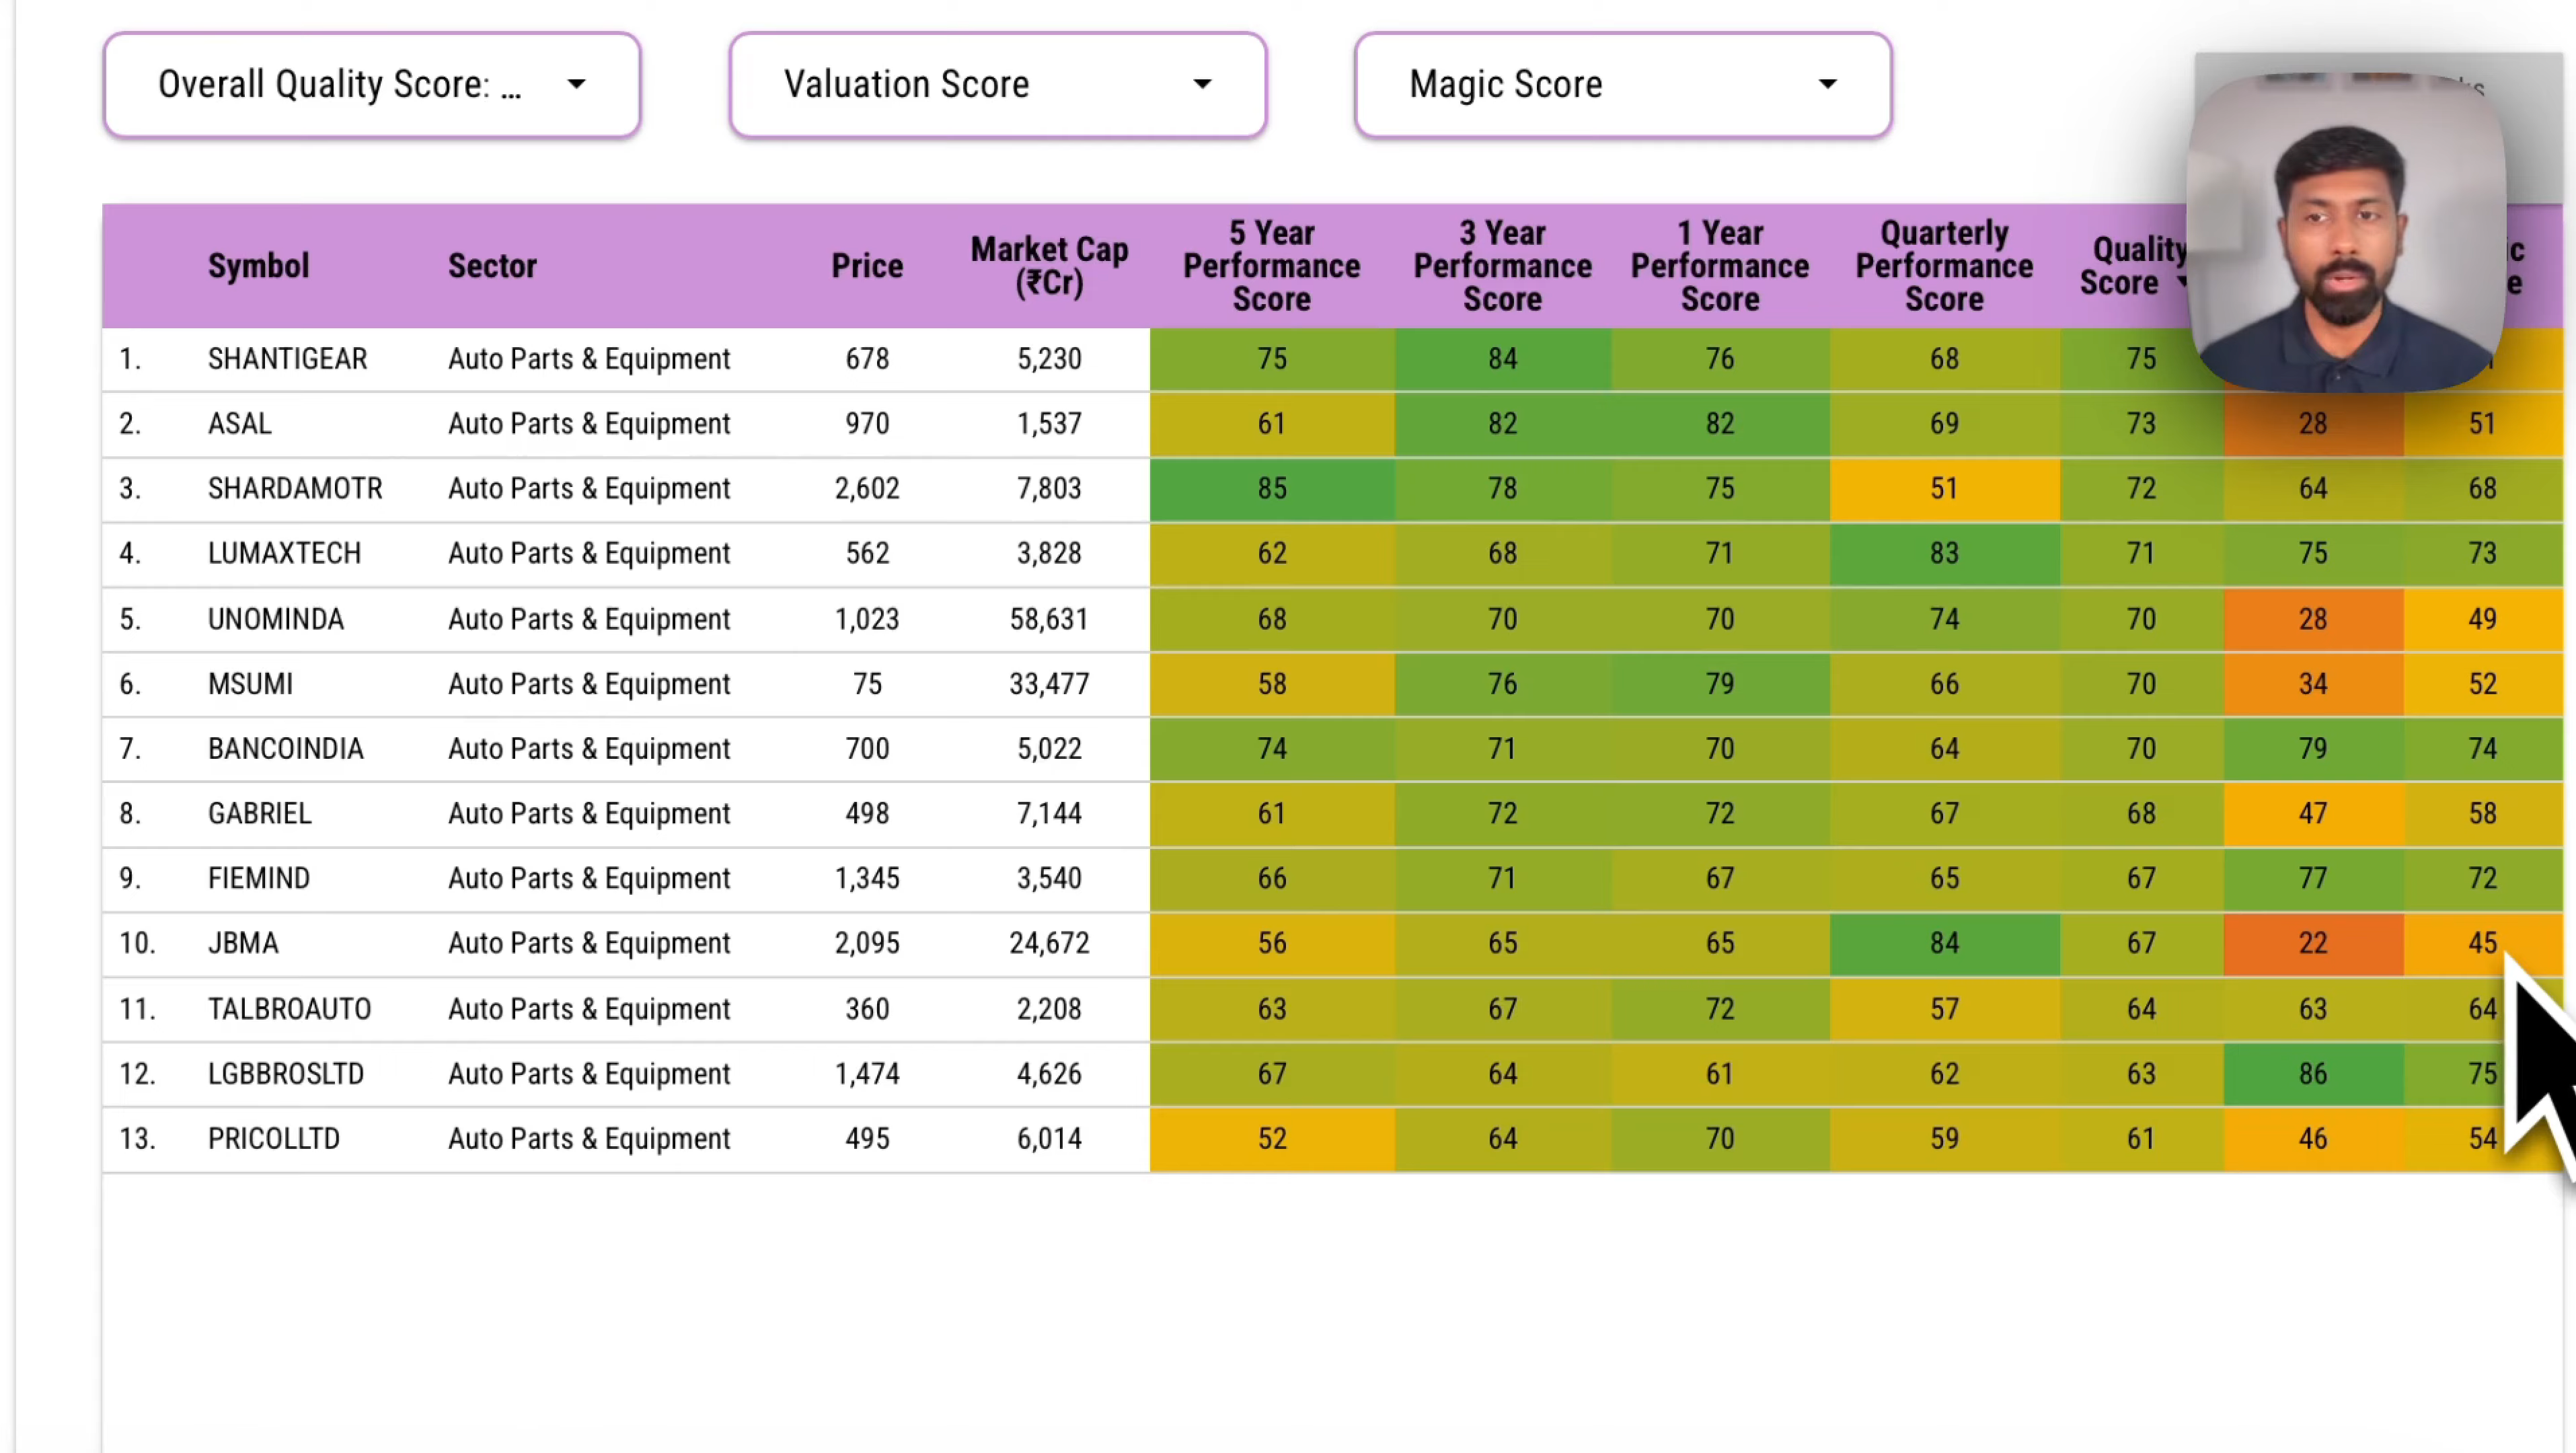 Overall Quality Score: ...
Valuation Score
Magic Score
Symbol Sector Price Market Cap (₹Cr) 5 Year Performance Score 3 Year Performance Score 1 Year Performance Score Quarterly Performance Score Quality Score
1. SHANTIGEAR Auto Parts & Equipment 678 5,230 75 84 76 68 75
2. ASAL Auto Parts & Equipment 970 1,537 61 82 82 69 73 28 51
3. SHARDAMOTR Auto Parts & Equipment 2,602 7,803 85 78 75 51 72 64 68
4. LUMAXTECH Auto Parts & Equipment 562 3,828 62 68 71 83 71 75 73
5. UNOMINDA Auto Parts & Equipment 1,023 58,631 68 70 70 74 70 28 49
6. MSUMI Auto Parts & Equipment 75 33,477 58 76 79 66 70 34 52
7. BANCOINDIA Auto Parts & Equipment 700 5,022 74 71 70 64 70 79 74
8. GABRIEL Auto Parts & Equipment 498 7,144 61 72 72 67 68 47 58
9. FIEMIND Auto Parts & Equipment 1,345 3,540 66 71 67 65 67 77 72
10. JBMA Auto Parts & Equipment 2,095 24,672 56 65 65 84 67 22 45
11. TALBROAUTO Auto Parts & Equipment 360 2,208 63 67 72 57 64 63 64
12. LGBBROSLTD Auto Parts & Equipment 1,474 4,626 67 64 61 62 63 86 75
13. PRICOLLTD Auto Parts & Equipment 495 6,014 52 64 70 59 61 46 54